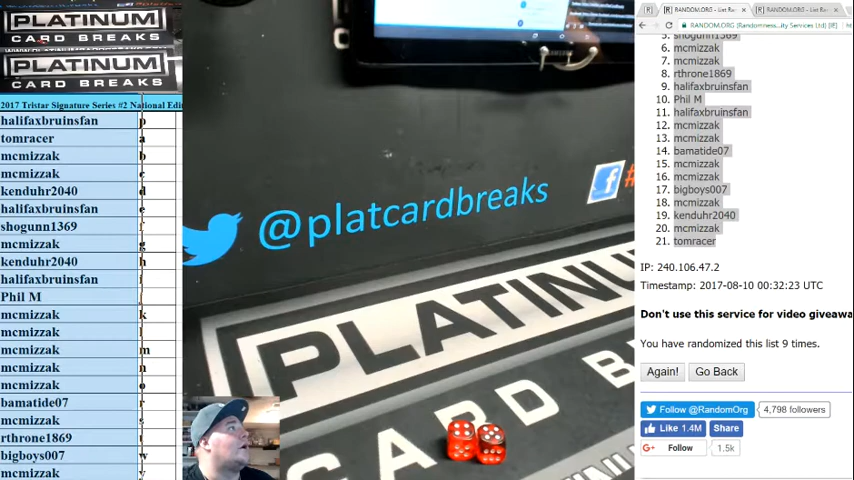 PLATINUM
CARD BREAKS
PLATINUM
CARD BREAKS
2017 Tristar Signature Series #2 National Edi
halifaxbruinsfan p
tomracer a
mcmizzak b
mcmizzak c
kenduhr2040 d
halifaxbruinsfan e
shogunn1369 f
mcmizzak g
kenduhr2040 h
halifaxbruinsfan i
Phil M j
mcmizzak k
mcmizzak l
mcmizzak m
mcmizzak n
mcmizzak o
bamatide07 r
mcmizzak s
rthrone1869 t
bigboys007 w
mcmizzak y
@platcardbreaks
f
#
PLATINU
CARD B
RANDOM.ORG - List Ra
RANDOM.ORG - List Ra
RANDOM.ORG (Randomness
ity Services Ltd) [IE]
https://www
5. shogunn1369
6. mcmizzak
7. mcmizzak
8. rthrone1869
9. halifaxbruinsfan
10. Phil M
11. halifaxbruinsfan
12. mcmizzak
13. mcmizzak
14. bamatide07
15. mcmizzak
16. mcmizzak
17. bigboys007
18. mcmizzak
19. kenduhr2040
20. mcmizzak
21. tomracer
IP: 240.106.47.2
Timestamp: 2017-08-10 00:32:23 UTC
Don't use this service for video giveawa
You have randomized this list 9 times.
Again! Go Back
Follow @RandomOrg 4,798 followers
Like 1.4M Share
G+ Follow 1.5k